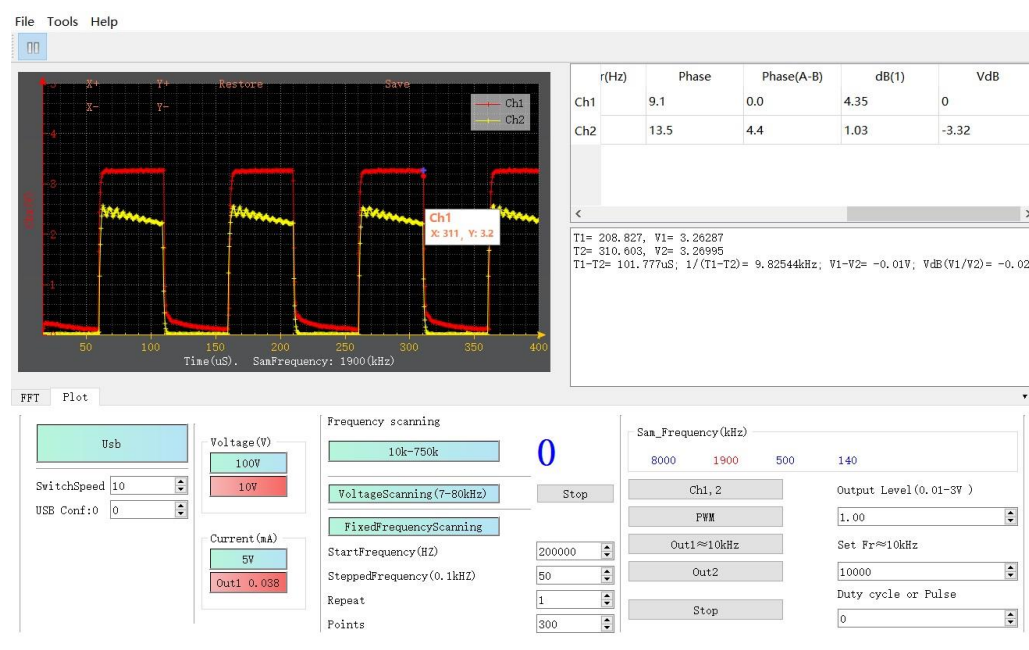 File Tools Help
X+ Y+ Restore Save
X- Y-
Ch1
Ch2
5
4
3
2
1
Ch1
X: 311, Y: 3.2
50 100 150 200 250 300 350 400
Time(uS). SamFrequency: 1900(kHz)
r(Hz) Phase Phase(A-B) dB(1) VdB
Ch1 9.1 0.0 4.35 0
Ch2 13.5 4.4 1.03 -3.32
T1= 208.827, V1= 3.26287
T2= 310.603, V2= 3.26995
T1-T2= 101.777uS; 1/(T1-T2)= 9.82544kHz; V1-V2= -0.01V; VdB(V1/V2)= -0.02
FFT Plot
Usb
SwitchSpeed 10
USB Conf:0 0
Voltage(V)
100V
10V
Current(mA)
5V
Out1 0.038
Frequency scanning
10k-750k
0
VoltageScanning(7-80kHz) Stop
FixedFrequencyScanning
StartFrequency(HZ) 200000
SteppedFrequency(0.1kHZ) 50
Repeat 1
Points 300
Sam_Frequency(kHz)
8000 1900 500 140
Ch1,2 Output Level(0.01-3V )
PWM 1.00
Out1≈10kHz Set Fr≈10kHz
Out2 10000
Duty cycle or Pulse
Stop 0